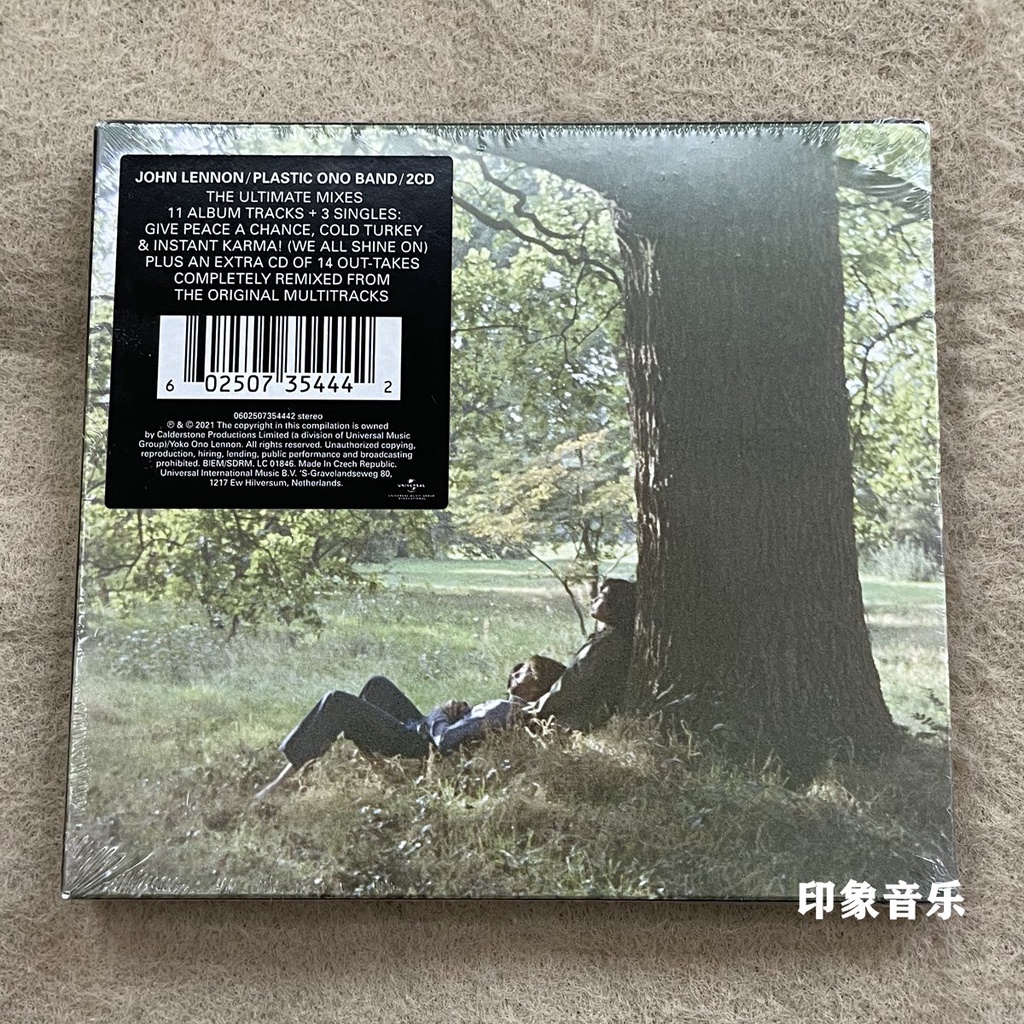 JOHN LENNON/PLASTIC ONO BAND/2CD
THE ULTIMATE MIXES
11 ALBUM TRACKS + 3 SINGLES:
GIVE PEACE A CHANCE, COLD TURKEY
& INSTANT KARMA! (WE ALL SHINE ON)
PLUS AN EXTRA CD OF 14 OUT-TAKES
COMPLETELY REMIXED FROM
THE ORIGINAL MULTITRACKS
6 02507 35444 2
0602507354442 stereo
℗ & © 2021 The copyright in this compilation is owned
by Calderstone Productions Limited (a division of Universal Music
Group)/Yoko Ono Lennon. All rights reserved. Unauthorized copying,
reproduction, hiring, lending, public performance and broadcasting
prohibited. BIEM/SDRM. LC 01846. Made In Czech Republic.
Universal International Music B.V. 'S-Gravelandseweg 80,
1217 Ew Hilversum, Netherlands.
UNIVERSAL
UNIVERSAL MUSIC GROUP
INTERNATIONAL
印象音乐